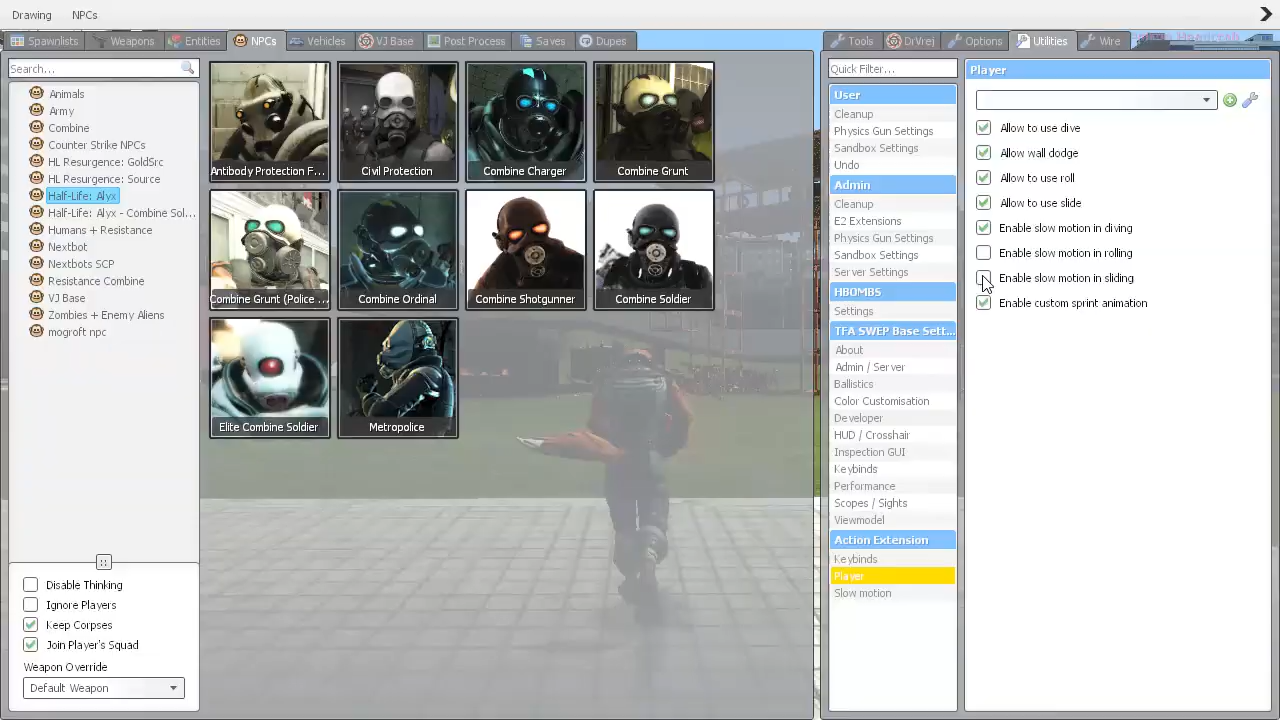 Drawing
NPCs
Spawnlists
Weapons
Entities
NPCs
Vehicles
VJ Base
Post Process
Saves
Dupes
Tools
DrVrej
Options
Utilities
Wire
Search...
Animals
Army
Combine
Counter Strike NPCs
HL Resurgence: GoldSrc
HL Resurgence: Source
Half-Life: Alyx
Half-Life: Alyx - Combine Sol...
Humans + Resistance
Nextbot
Nextbots SCP
Resistance Combine
VJ Base
Zombies + Enemy Aliens
mogroft npc
Disable Thinking
Ignore Players
Keep Corpses
Join Player's Squad
Weapon Override
Default Weapon
Antibody Protection F...
Civil Protection
Combine Charger
Combine Grunt
Combine Grunt (Police ...
Combine Ordinal
Combine Shotgunner
Combine Soldier
Elite Combine Soldier
Metropolice
Quick Filter...
User
Cleanup
Physics Gun Settings
Sandbox Settings
Undo
Admin
Cleanup
E2 Extensions
Physics Gun Settings
Sandbox Settings
Server Settings
HBOMBS
Settings
TFA SWEP Base Sett...
About
Admin / Server
Ballistics
Color Customisation
Developer
HUD / Crosshair
Inspection GUI
Keybinds
Performance
Scopes / Sights
Viewmodel
Action Extension
Keybinds
Player
Slow motion
Player
Allow to use dive
Allow wall dodge
Allow to use roll
Allow to use slide
Enable slow motion in diving
Enable slow motion in rolling
Enable slow motion in sliding
Enable custom sprint animation